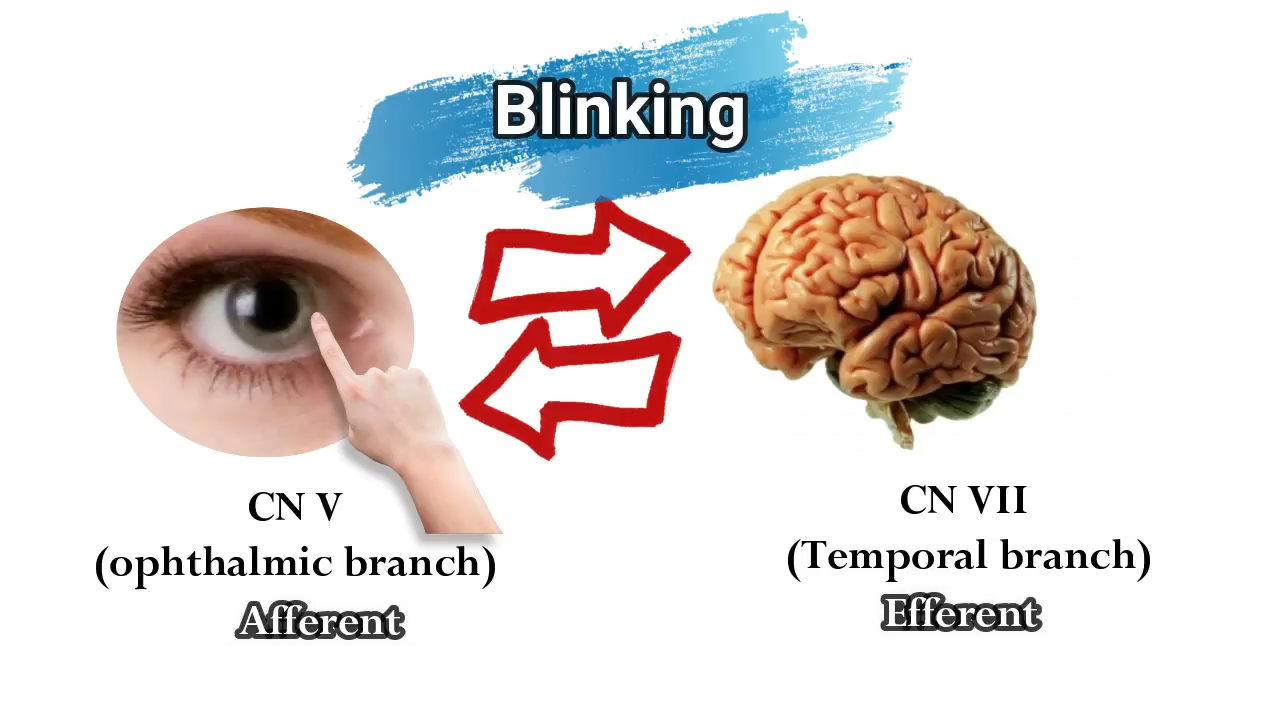 Blinking
CN V
(ophthalmic branch)
Afferent
CN VII
(Temporal branch)
Efferent